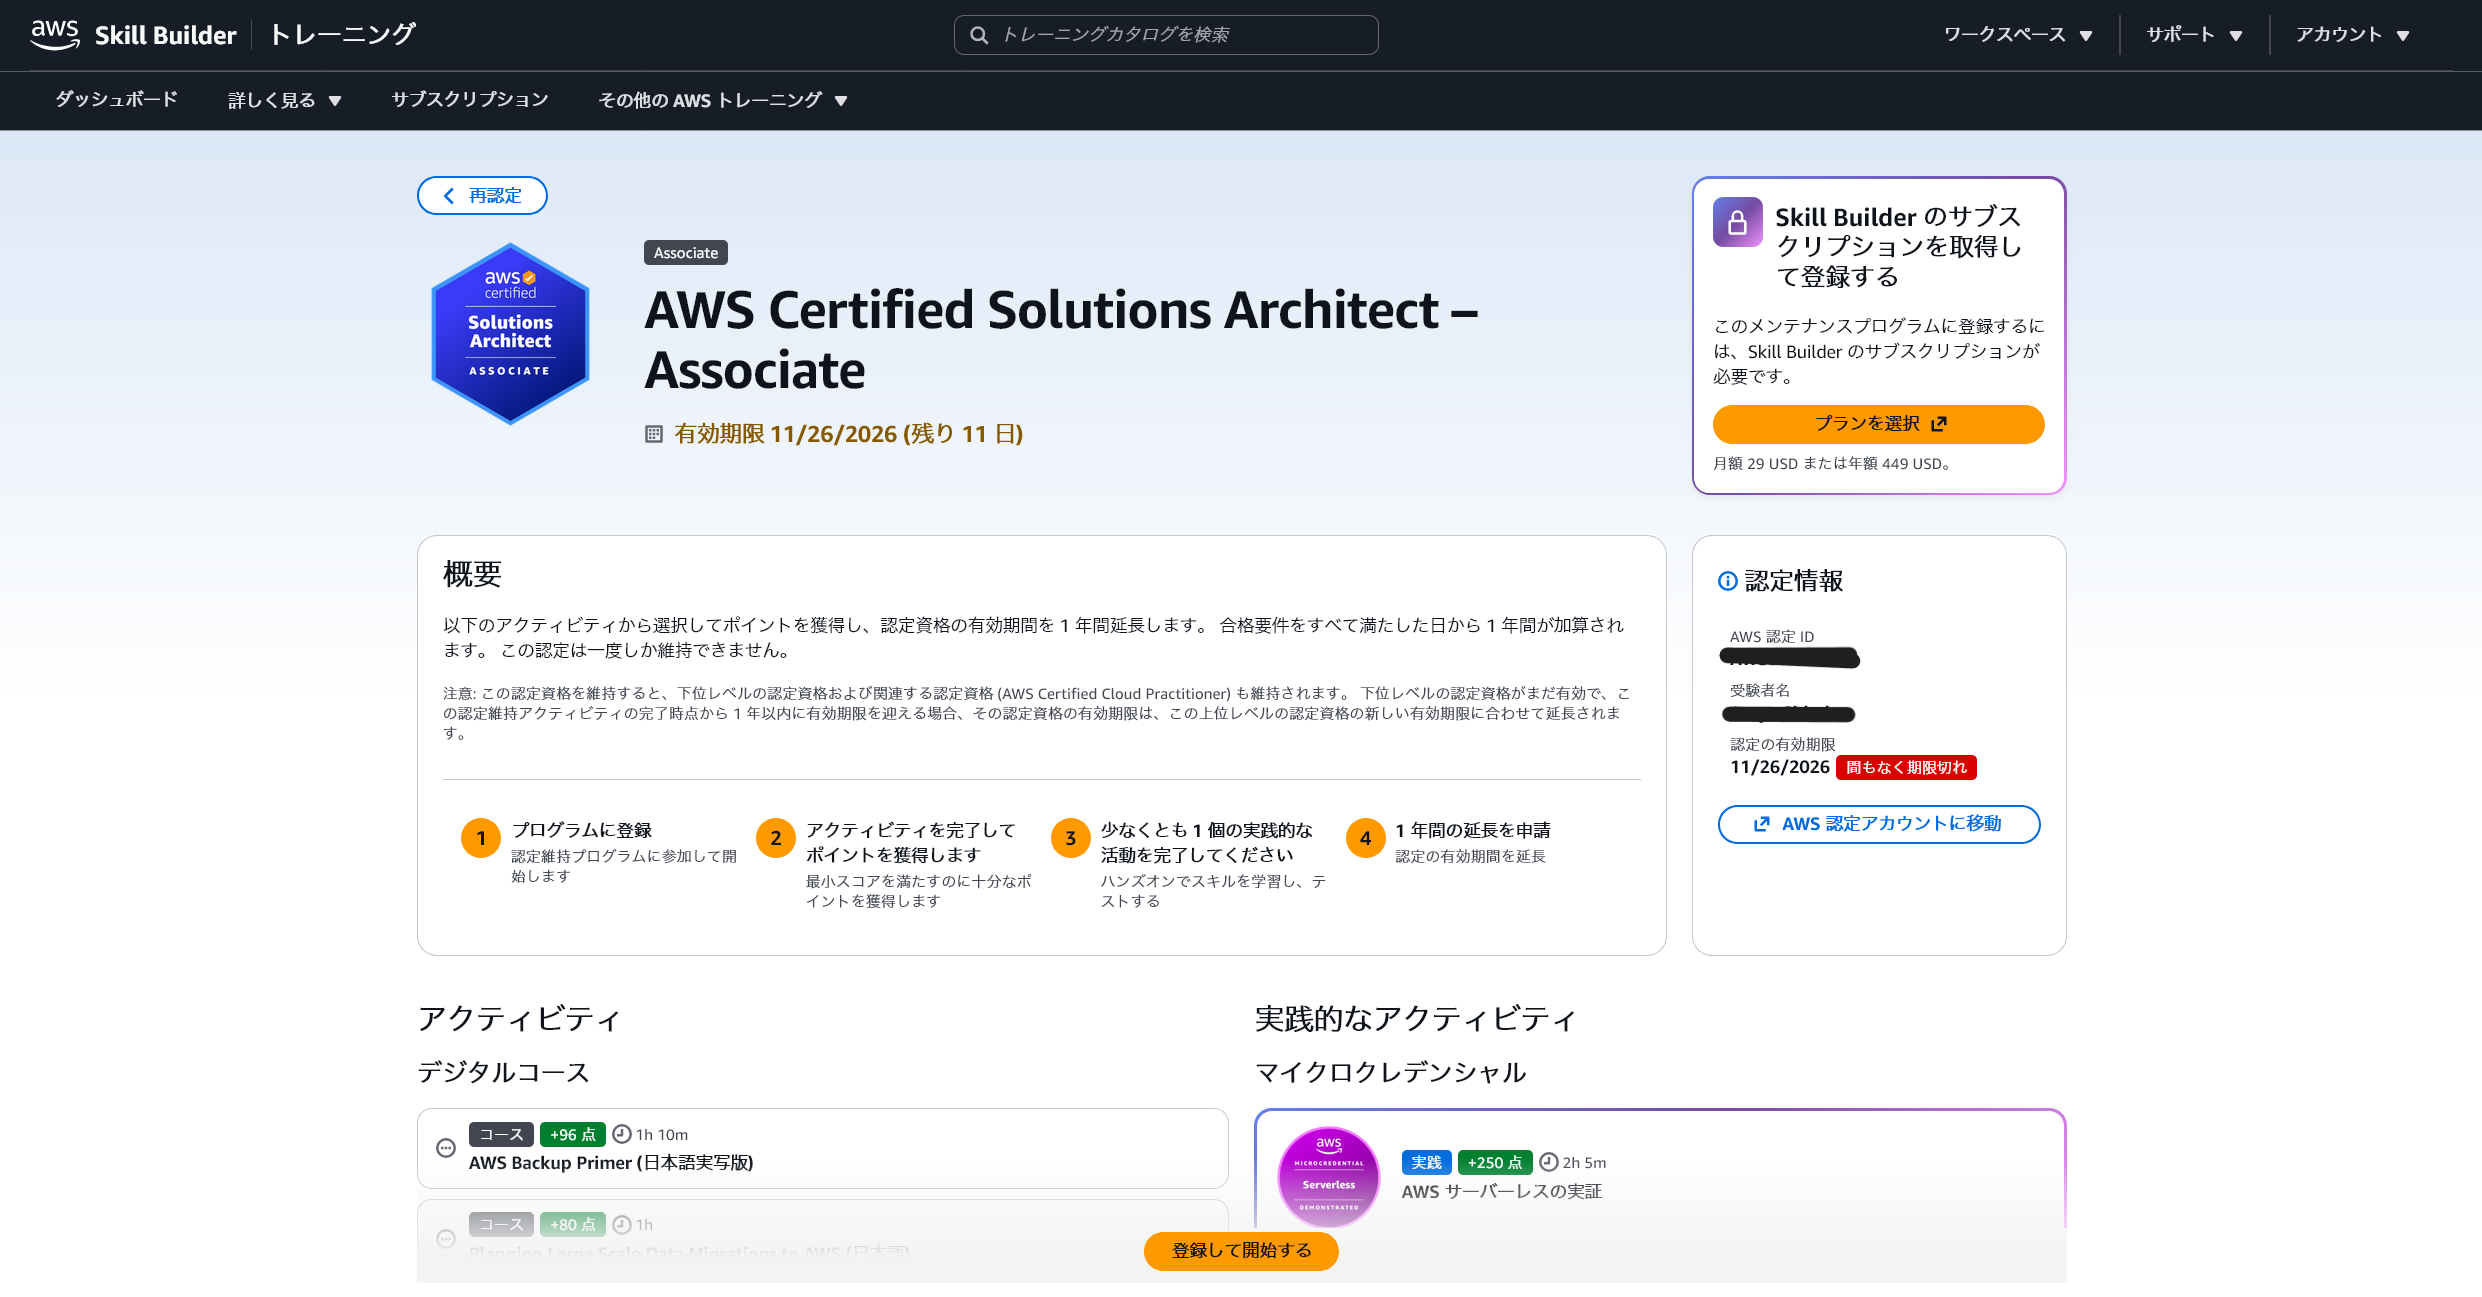 aws Skill Builder トレーニング
トレーニングカタログを検索
ワークスペース
サポート
アカウント
ダッシュボード
詳しく見る
サブスクリプション
その他の AWS トレーニング
再認定
aws
certified
Solutions
Architect
ASSOCIATE
Associate
AWS Certified Solutions Architect –
Associate
有効期限 11/26/2026 (残り 11 日)
Skill Builder のサブス
クリプションを取得し
て登録する
このメンテナンスプログラムに登録するに
は、Skill Builder のサブスクリプションが
必要です。
プランを選択
月額 29 USD または年額 449 USD。
概要
以下のアクティビティから選択してポイントを獲得し、認定資格の有効期間を 1 年間延長します。 合格要件をすべて満たした日から 1 年間が加算され
ます。 この認定は一度しか維持できません。
注意: この認定資格を維持すると、下位レベルの認定資格および関連する認定資格 (AWS Certified Cloud Practitioner) も維持されます。 下位レベルの認定資格がまだ有効で、こ
の認定維持アクティビティの完了時点から 1 年以内に有効期限を迎える場合、その認定資格の有効期限は、この上位レベルの認定資格の新しい有効期限に合わせて延長されま
す。
1
プログラムに登録
認定維持プログラムに参加して開
始します
2
アクティビティを完了して
ポイントを獲得します
最小スコアを満たすのに十分なポ
イントを獲得します
3
少なくとも 1 個の実践的な
活動を完了してください
ハンズオンでスキルを学習し、テ
ストする
4
1 年間の延長を申請
認定の有効期間を延長
認定情報
AWS 認定 ID
受験者名
認定の有効期限
11/26/2026 間もなく期限切れ
AWS 認定アカウントに移動
アクティビティ
デジタルコース
コース +96 点 1h 10m
AWS Backup Primer (日本語実写版)
コース +80 点 1h
Planning Large Scale Data Migrations to AWS (日本語)
実践的なアクティビティ
マイクロクレデンシャル
aws
MICROCREDENTIAL
Serverless
DEMONSTRATED
実践 +250 点 2h 5m
AWS サーバーレスの実証
登録して開始する